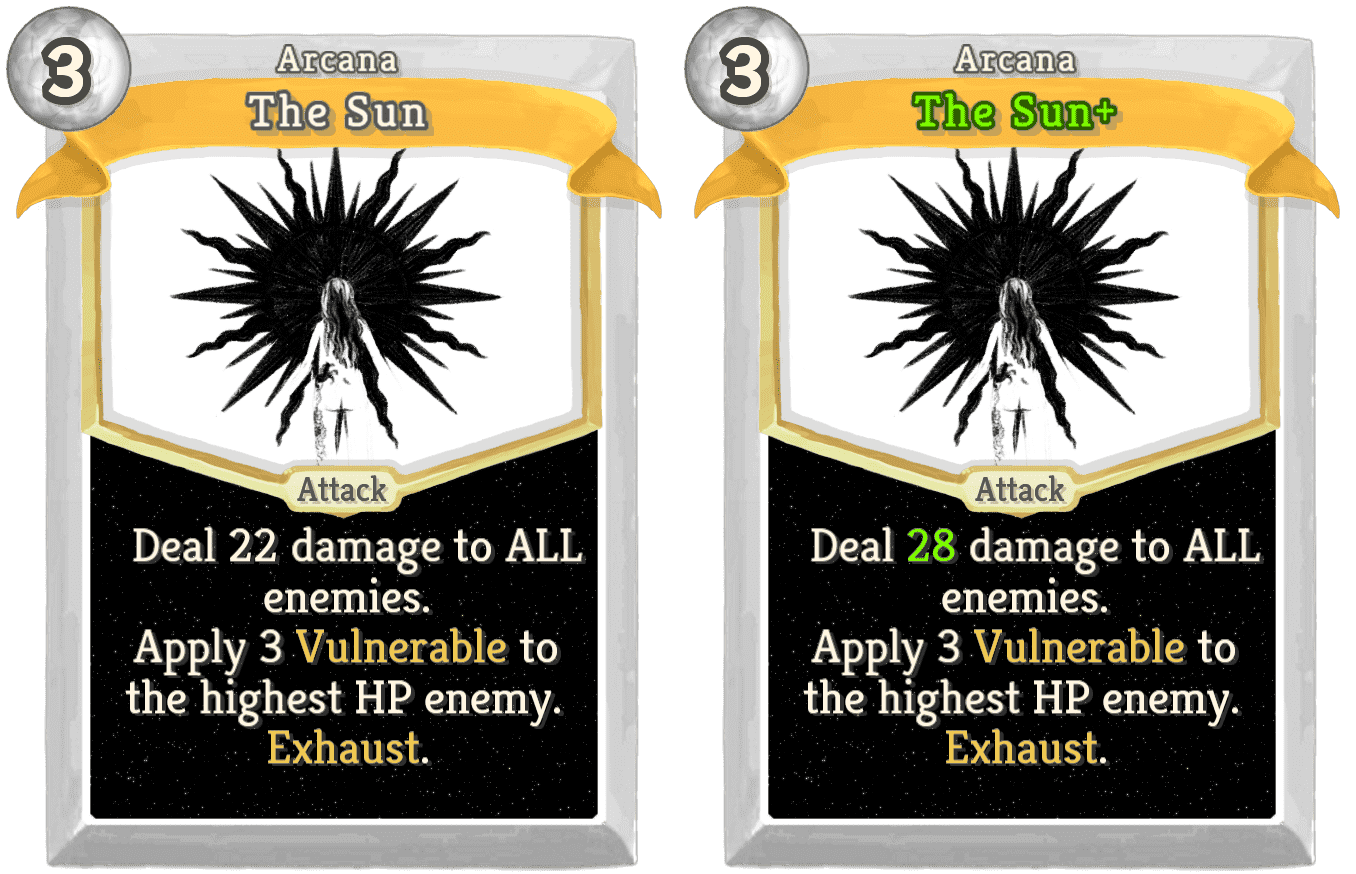 3
Arcana
The Sun
Attack
Deal 22 damage to ALL
enemies.
Apply 3 Vulnerable to
the highest HP enemy.
Exhaust.
3
Arcana
The Sun+
Attack
Deal 28 damage to ALL
enemies.
Apply 3 Vulnerable to
the highest HP enemy.
Exhaust.